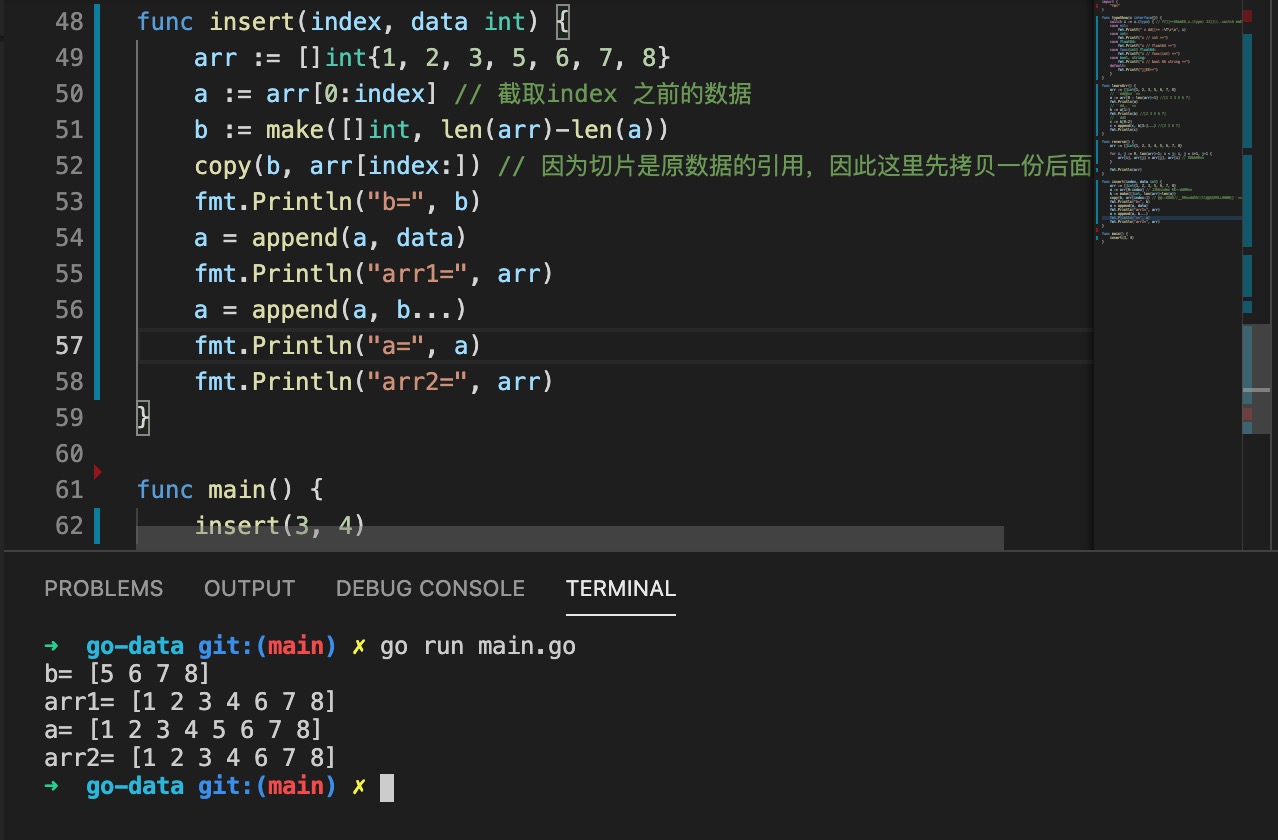 48 func insert(index, data int) {
49 arr := []int{1, 2, 3, 5, 6, 7, 8}
50 a := arr[0:index] // 截取index 之前的数据
51 b := make([]int, len(arr)-len(a))
52 copy(b, arr[index:]) // 因为切片是原数据的引用，因此这里先拷贝一份后面
53 fmt.Println("b=", b)
54 a = append(a, data)
55 fmt.Println("arr1=", arr)
56 a = append(a, b...)
57 fmt.Println("a=", a)
58 fmt.Println("arr2=", arr)
59 }
60
61 func main() {
62 insert(3, 4)
PROBLEMS OUTPUT DEBUG CONSOLE TERMINAL
➜ go-data git:(main) ✗ go run main.go
b= [5 6 7 8]
arr1= [1 2 3 4 6 7 8]
a= [1 2 3 4 5 6 7 8]
arr2= [1 2 3 4 6 7 8]
➜ go-data git:(main) ✗